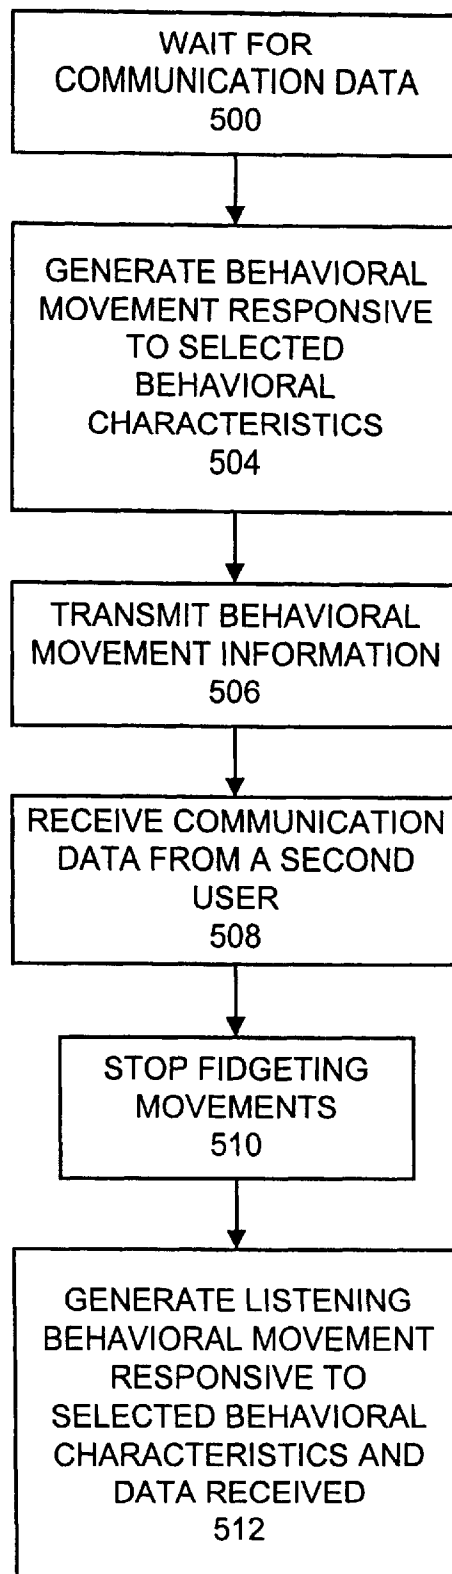 WAIT FOR
COMMUNICATION DATA
500
GENERATE BEHAVIORAL
MOVEMENT RESPONSIVE
TO SELECTED
BEHAVIORAL
CHARACTERISTICS
504
TRANSMIT BEHAVIORAL
MOVEMENT INFORMATION
506
RECEIVE COMMUNICATION
DATA FROM A SECOND
USER
508
STOP FIDGETING
MOVEMENTS
510
GENERATE LISTENING
BEHAVIORAL MOVEMENT
RESPONSIVE TO
SELECTED BEHAVIORAL
CHARACTERISTICS AND
DATA RECEIVED
512